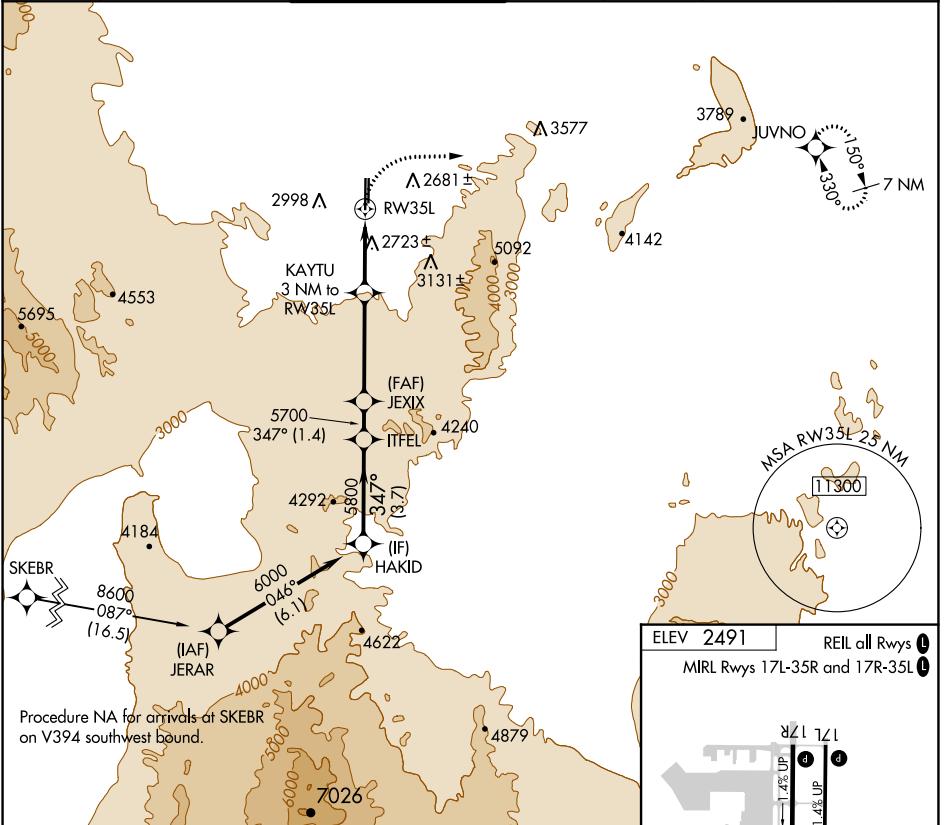 3789
JUVNO
150°
330°
7 NM
3577
2681±
2998
RW35L
2723±
4142
5092
3131±
4000
3000
KAYTU
3 NM to
RW35L
4553
5695
5000
(FAF)
JEXIX
5700
347° (1.4)
ITFEL
4240
3000
MSA RW35L 25 NM
11300
4292
5800
347°
(3.7)
4184
(IF)
HAKID
SKEBR
8600
087°
(16.5)
6000
046°
(6.1)
(IAF)
JERAR
4622
3000
4000
Procedure NA for arrivals at SKEBR
on V394 southwest bound.
5000
6000
7026
4879
ELEV 2491
REIL all Rwys L
MIRL Rwys 17L-35R and 17R-35L L
17R
17L
P
P
1.4% UP
1.4% UP